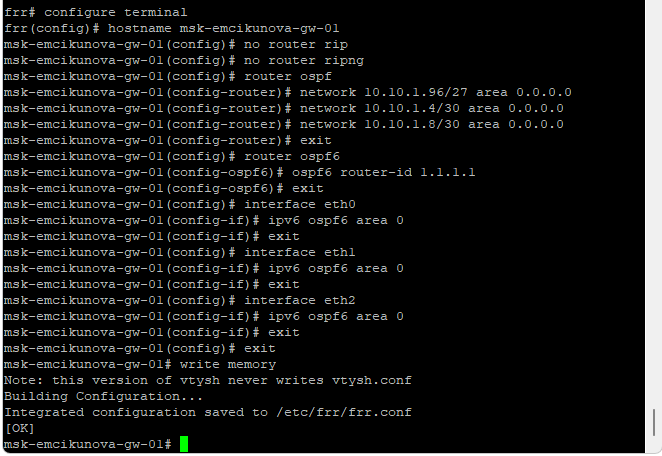 frr# configure terminal
frr(config)# hostname msk-emcikunova-gw-01
msk-emcikunova-gw-01(config)# no router rip
msk-emcikunova-gw-01(config)# no router ripng
msk-emcikunova-gw-01(config)# router ospf
msk-emcikunova-gw-01(config-router)# network 10.10.1.96/27 area 0.0.0.0
msk-emcikunova-gw-01(config-router)# network 10.10.1.4/30 area 0.0.0.0
msk-emcikunova-gw-01(config-router)# network 10.10.1.8/30 area 0.0.0.0
msk-emcikunova-gw-01(config-router)# exit
msk-emcikunova-gw-01(config)# router ospf6
msk-emcikunova-gw-01(config-ospf6)# ospf6 router-id 1.1.1.1
msk-emcikunova-gw-01(config-ospf6)# exit
msk-emcikunova-gw-01(config)# interface eth0
msk-emcikunova-gw-01(config-if)# ipv6 ospf6 area 0
msk-emcikunova-gw-01(config-if)# exit
msk-emcikunova-gw-01(config)# interface eth1
msk-emcikunova-gw-01(config-if)# ipv6 ospf6 area 0
msk-emcikunova-gw-01(config-if)# exit
msk-emcikunova-gw-01(config)# interface eth2
msk-emcikunova-gw-01(config-if)# ipv6 ospf6 area 0
msk-emcikunova-gw-01(config-if)# exit
msk-emcikunova-gw-01(config)# exit
msk-emcikunova-gw-01# write memory
Note: this version of vtysh never writes vtysh.conf
Building Configuration...
Integrated configuration saved to /etc/frr/frr.conf
[OK]
msk-emcikunova-gw-01#